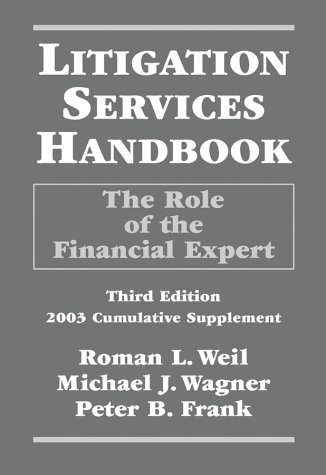 LITIGATION
SERVICES
HANDBOOK
The Role
of the
Financial Expert
Third Edition
2003 Cumulative Supplement
Roman L. Weil
Michael J. Wagner
Peter B. Frank